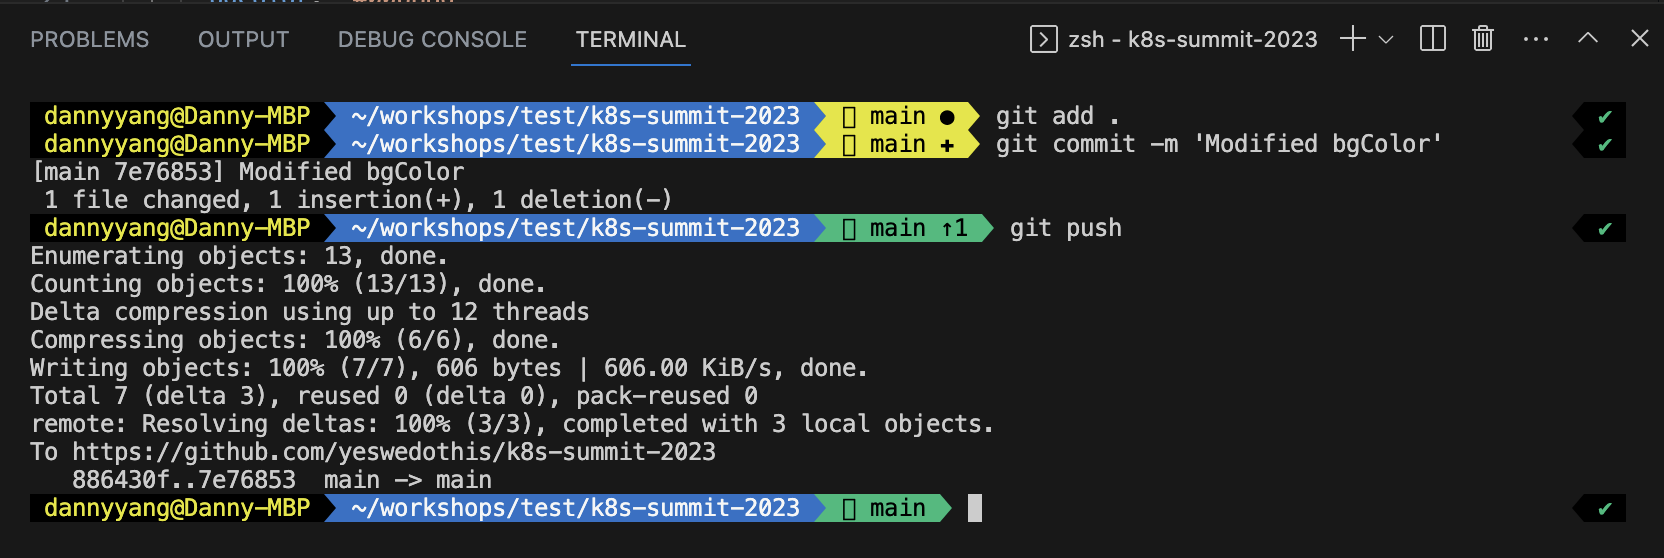 PROBLEMS OUTPUT DEBUG CONSOLE TERMINAL zsh - k8s-summit-2023
dannyyang@Danny-MBP ~/workshops/test/k8s-summit-2023 main ● git add . ✔
dannyyang@Danny-MBP ~/workshops/test/k8s-summit-2023 main ✚ git commit -m 'Modified bgColor' ✔
[main 7e76853] Modified bgColor
1 file changed, 1 insertion(+), 1 deletion(-)
dannyyang@Danny-MBP ~/workshops/test/k8s-summit-2023 main ↑1 git push ✔
Enumerating objects: 13, done.
Counting objects: 100% (13/13), done.
Delta compression using up to 12 threads
Compressing objects: 100% (6/6), done.
Writing objects: 100% (7/7), 606 bytes | 606.00 KiB/s, done.
Total 7 (delta 3), reused 0 (delta 0), pack-reused 0
remote: Resolving deltas: 100% (3/3), completed with 3 local objects.
To https://github.com/yeswedothis/k8s-summit-2023
886430f..7e76853 main -> main
dannyyang@Danny-MBP ~/workshops/test/k8s-summit-2023 main ✔